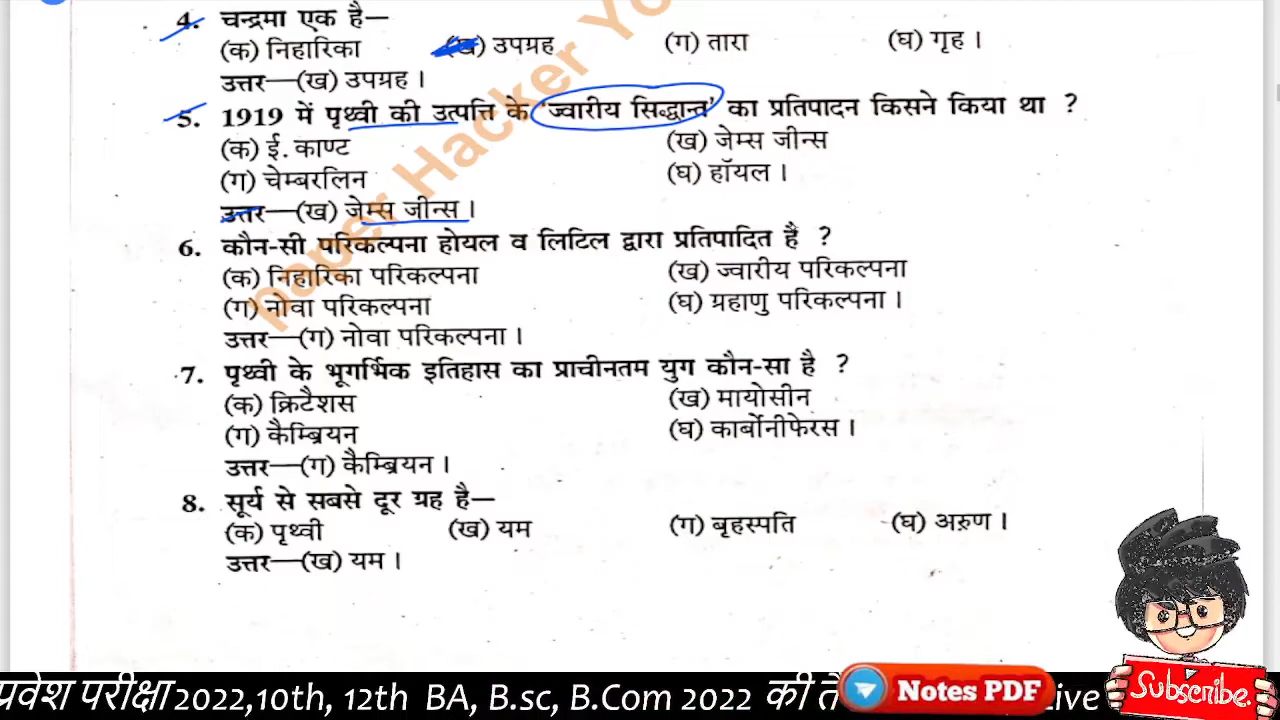 4. चन्द्रमा एक है—
(क) निहारिका (ख) उपग्रह (ग) तारा (घ) गृह ।
उत्तर—(ख) उपग्रह ।
5. 1919 में पृथ्वी की उत्पत्ति के 'ज्वारीय सिद्धान्त' का प्रतिपादन किसने किया था ?
(क) ई. काण्ट (ख) जेम्स जीन्स
(ग) चेम्बरलिन (घ) हॉयल ।
उत्तर—(ख) जेम्स जीन्स ।
6. कौन-सी परिकल्पना होयल व लिटिल द्वारा प्रतिपादित है ?
(क) निहारिका परिकल्पना (ख) ज्वारीय परिकल्पना
(ग) नोवा परिकल्पना (घ) ग्रहाणु परिकल्पना ।
उत्तर—(ग) नोवा परिकल्पना ।
7. पृथ्वी के भूगर्भिक इतिहास का प्राचीनतम युग कौन-सा है ?
(क) क्रिटैशस (ख) मायोसीन
(ग) कैम्ब्रियन (घ) कार्बोनीफेरस ।
उत्तर—(ग) कैम्ब्रियन ।
8. सूर्य से सबसे दूर ग्रह है—
(क) पृथ्वी (ख) यम (ग) बृहस्पति (घ) अरुण ।
उत्तर—(ख) यम ।
paper Hacker Yo
प्रवेश परीक्षा 2022,10th, 12th BA, B.sc, B.Com 2022 की
Notes PDF
Subscribe